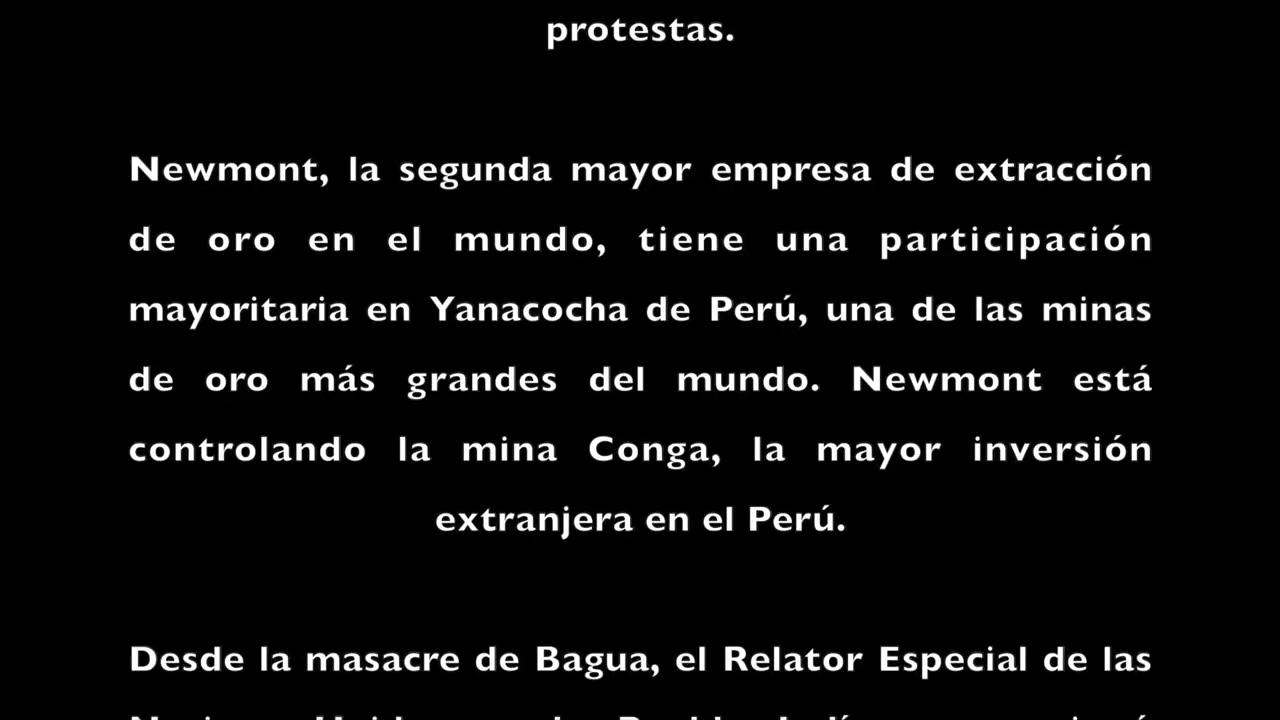 protestas.
Newmont, la segunda mayor empresa de extracción
de oro en el mundo, tiene una participación
mayoritaria en Yanacocha de Perú, una de las minas
de oro más grandes del mundo. Newmont está
controlando la mina Conga, la mayor inversión
extranjera en el Perú.
Desde la masacre de Bagua, el Relator Especial de las